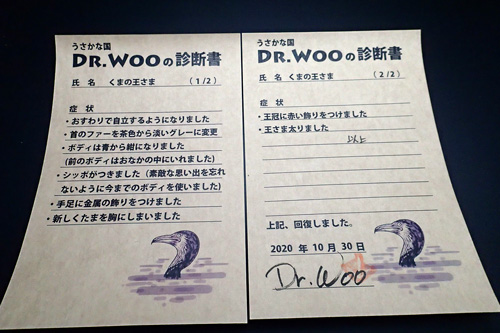 うさかな国
DR.WOOの診断書
氏 名 くまの王さま (1/2)
症 状
・おすわりで自立するようになりました
・首のファーを茶色から淡いグレーに変更
・ボディは青から紺になりました
(前のボディはおなかの中にいれました)
・シッポがつきました (素敵な思い出を忘れ
ないように今までのボディを使いました)
・手足に金属の飾りをつけました
・新しくたまを胸にしまいました
うさかな国
DR.WOOの診断書
氏 名 くまの王さま (2/2)
症 状
・王冠に赤い飾りをつけました
・王さま太りました
以上
上記、回復しました。
2020 年 10 月 30 日
Dr.Woo